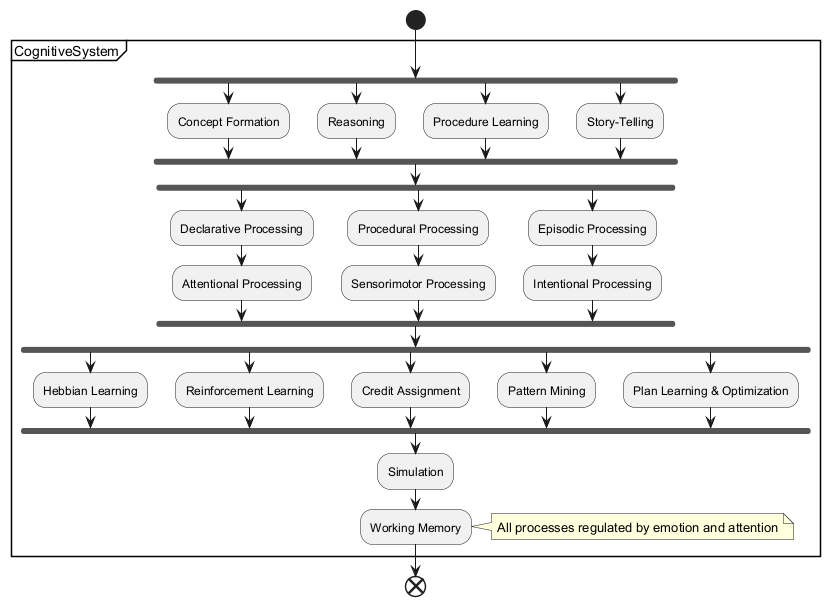 CognitiveSystem
Concept Formation
Reasoning
Procedure Learning
Story-Telling
Declarative Processing
Procedural Processing
Episodic Processing
Attentional Processing
Sensorimotor Processing
Intentional Processing
Hebbian Learning
Reinforcement Learning
Credit Assignment
Pattern Mining
Plan Learning & Optimization
Simulation
Working Memory
All processes regulated by emotion and attention